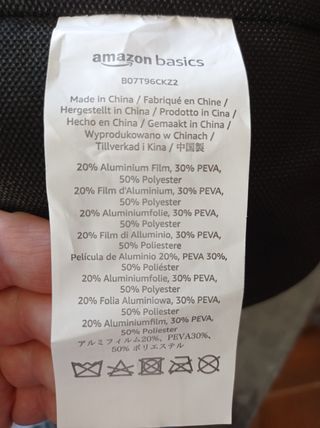 amazon basics
B07T96CKZ2
Made in China / Fabriqué en Chine /
Hergestellt in China / Prodotto in Cina /
Hecho en China / Gemaakt in China /
Wyprodukowano w Chinach /
Tillverkad i Kina / 中国製
20% Aluminium Film, 30% PEVA,
50% Polyester
20% Film d'Aluminium, 30% PEVA,
50% Polyester
20% Aluminiumfolie, 30% PEVA,
50% Polyester
20% Film di Alluminio, 30% PEVA,
50% Poliestere
Película de Aluminio 20%, PEVA 30%,
50% Poliéster
20% Aluminiumfolie, 30% PEVA,
50% Polyester
20% Folia Aluminiowa, 30% PEVA,
50% Poliester
20% Aluminiumfilm, 30% PEVA,
50% Polyester
アルミフィルム20%、PEVA30%、
50% ポリエステル